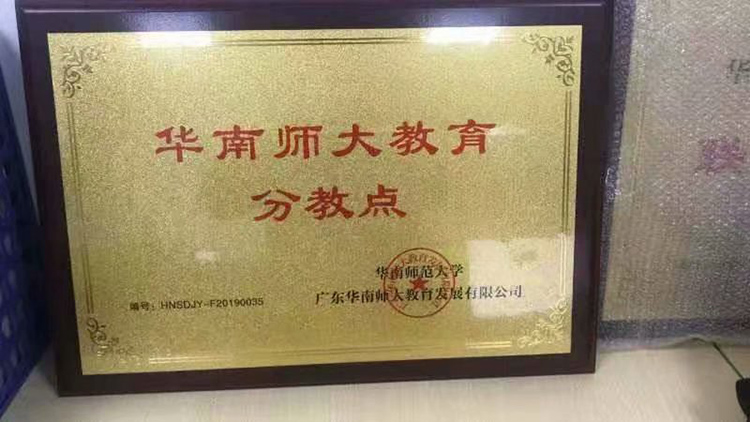 华南师大教育
分教点
华南师范大学
编号：HNSDJY-F20190035
广东华南师大教育发展有限公司